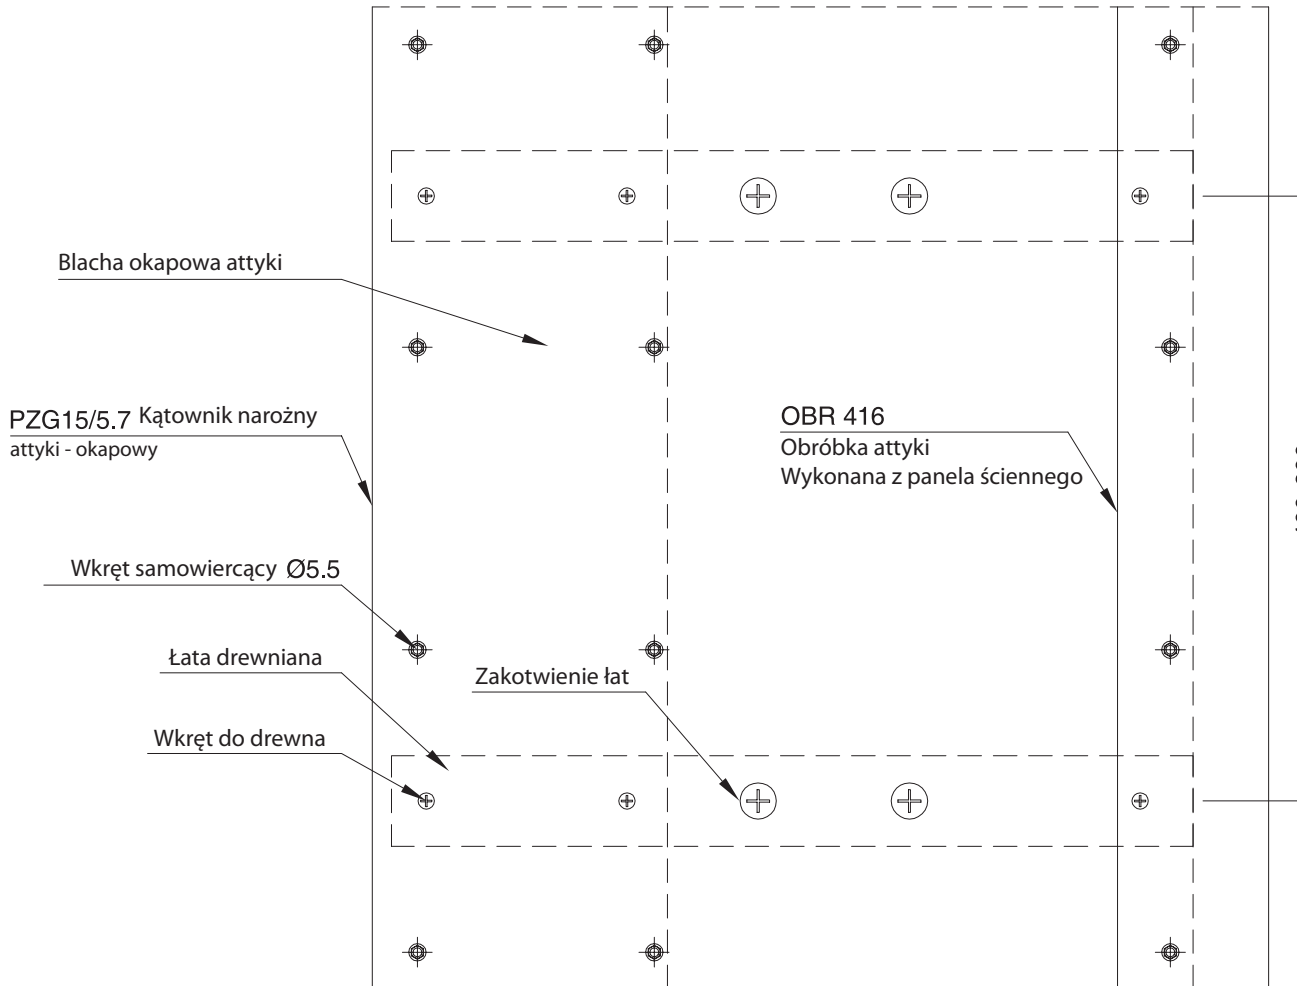 Blacha okapowa attyki
PZG15/5.7 Kątownik narożny
attyki - okapowy
OBR 416
Obróbka attyki
Wykonana z panela ściennego
Wkręt samowiercący Ø5.5
Łata drewniana
Zakotwienie łat
Wkręt do drewna